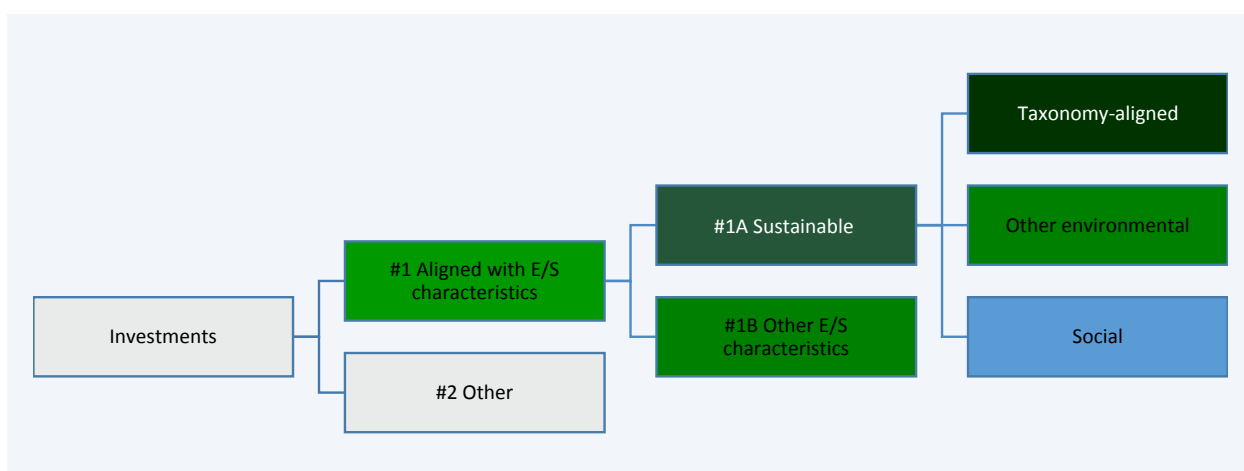 Investments
#1 Aligned with E/S
characteristics
#2 Other
#1A Sustainable
#1B Other E/S
characteristics
Taxonomy-aligned
Other environmental
Social